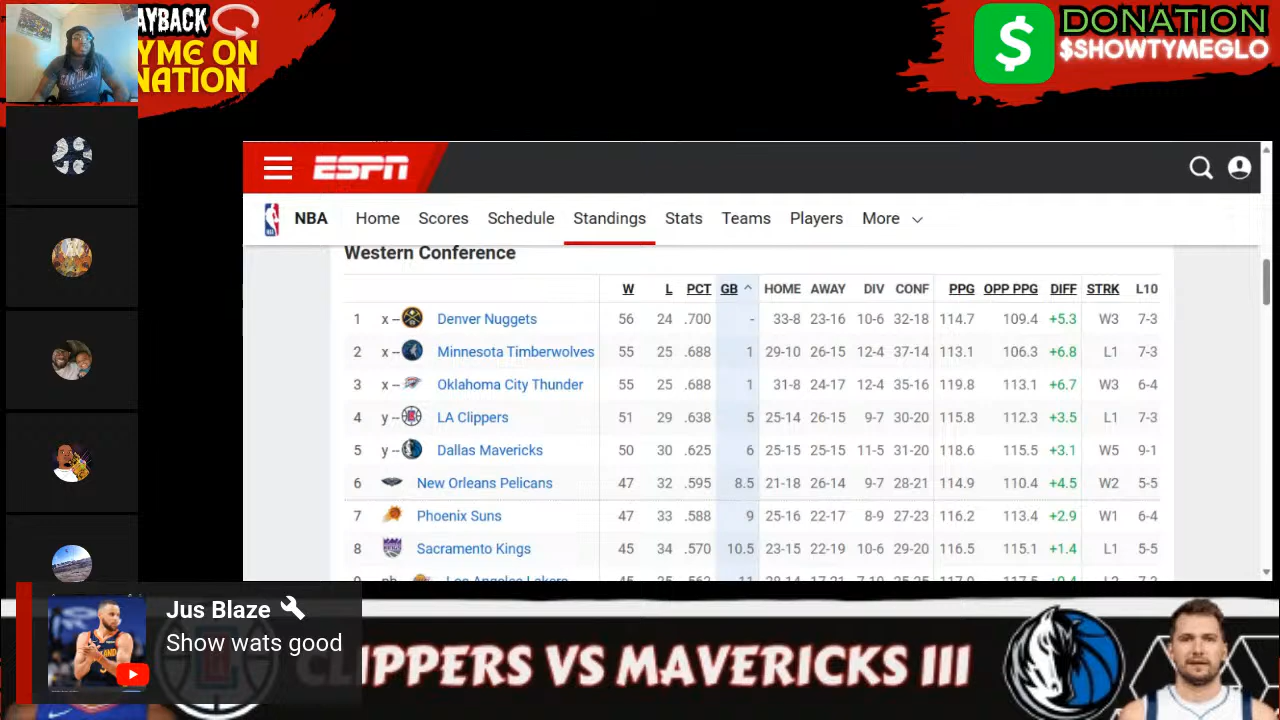 AYBACK
YME ON
NATION
DONATION
$SHOWTYMEGLO
ESPN
NBA Home Scores Schedule Standings Stats Teams Players More
Western Conference
W L PCT GB HOME AWAY DIV CONF PPG OPP PPG DIFF STRK L10
1 x -- Denver Nuggets 56 24 .700 - 33-8 23-16 10-6 32-18 114.7 109.4 +5.3 W3 7-3
2 x -- Minnesota Timberwolves 55 25 .688 1 29-10 26-15 12-4 37-14 113.1 106.3 +6.8 L1 7-3
3 x -- Oklahoma City Thunder 55 25 .688 1 31-8 24-17 12-4 35-16 119.8 113.1 +6.7 W3 6-4
4 y -- LA Clippers 51 29 .638 5 25-14 26-15 9-7 30-20 115.8 112.3 +3.5 L1 7-3
5 y -- Dallas Mavericks 50 30 .625 6 25-15 25-15 11-5 31-20 118.6 115.5 +3.1 W5 9-1
6 New Orleans Pelicans 47 32 .595 8.5 21-18 26-14 9-7 28-21 114.9 110.4 +4.5 W2 5-5
7 Phoenix Suns 47 33 .588 9 25-16 22-17 8-9 27-23 116.2 113.4 +2.9 W1 6-4
8 Sacramento Kings 45 34 .570 10.5 23-15 22-19 10-6 29-20 116.5 115.1 +1.4 L1 5-5
Los Angeles Lakers
Jus Blaze
Show wats good
CLIPPERS VS MAVERICKS III